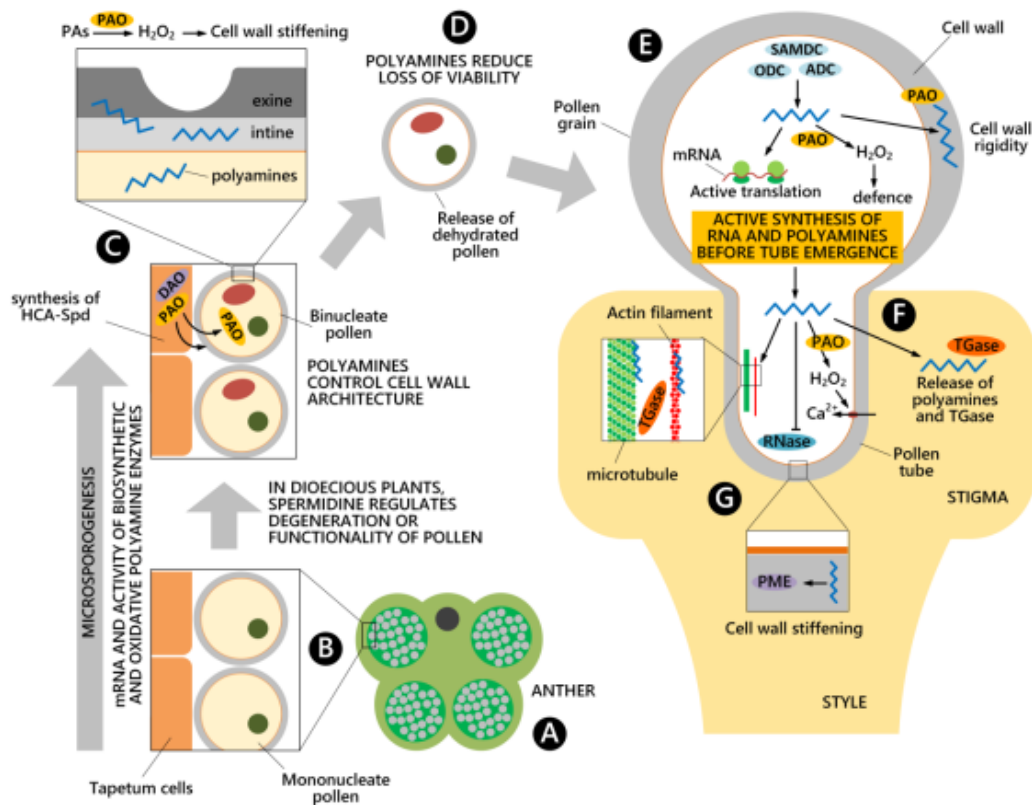 PAO
PAs
H₂O₂
Cell wall stiffening
exine
intine
polyamines
C
synthesis of
HCA-Spd
DAO
PAO
PAO
Binucleate
pollen
POLYAMINES
CONTROL CELL WALL
ARCHITECTURE
MICROSPOROGENESIS
mRNA AND ACTIVITY OF BIOSYNTHETIC
AND OXIDATIVE POLYAMINE ENZYMES
IN DIOECIOUS PLANTS,
SPERMIDINE REGULATES
DEGENERATION OR
FUNCTIONALITY OF POLLEN
B
ANTHER
A
Tapetum cells
Mononucleate
pollen
D
POLYAMINES REDUCE
LOSS OF VIABILITY
Release of
dehydrated
pollen
E
Cell wall
SAMDC
ODC
ADC
Pollen
grain
PAO
Cell wall
rigidity
PAO
mRNA
H₂O₂
Active translation
defence
ACTIVE SYNTHESIS OF
RNA AND POLYAMINES
BEFORE TUBE EMERGENCE
Actin filament
F
PAO
TGase
H₂O₂
Release of
polyamines
and TGase
TGase
Ca²⁺
RNase
microtubule
Pollen
tube
G
STIGMA
PME
Cell wall stiffening
STYLE